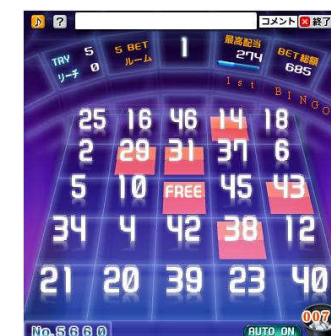 ? コメント 終了
TRY 5
リーチ 0
5 BET
ルーム
1
最高配当
274
BET総額
685
1st BINGO
25 16 46 14 18
2 29 31 37 6
5 10 FREE 45 43
34 4 42 38 12
21 20 39 23 40
007
No. 5660
AUTO ON